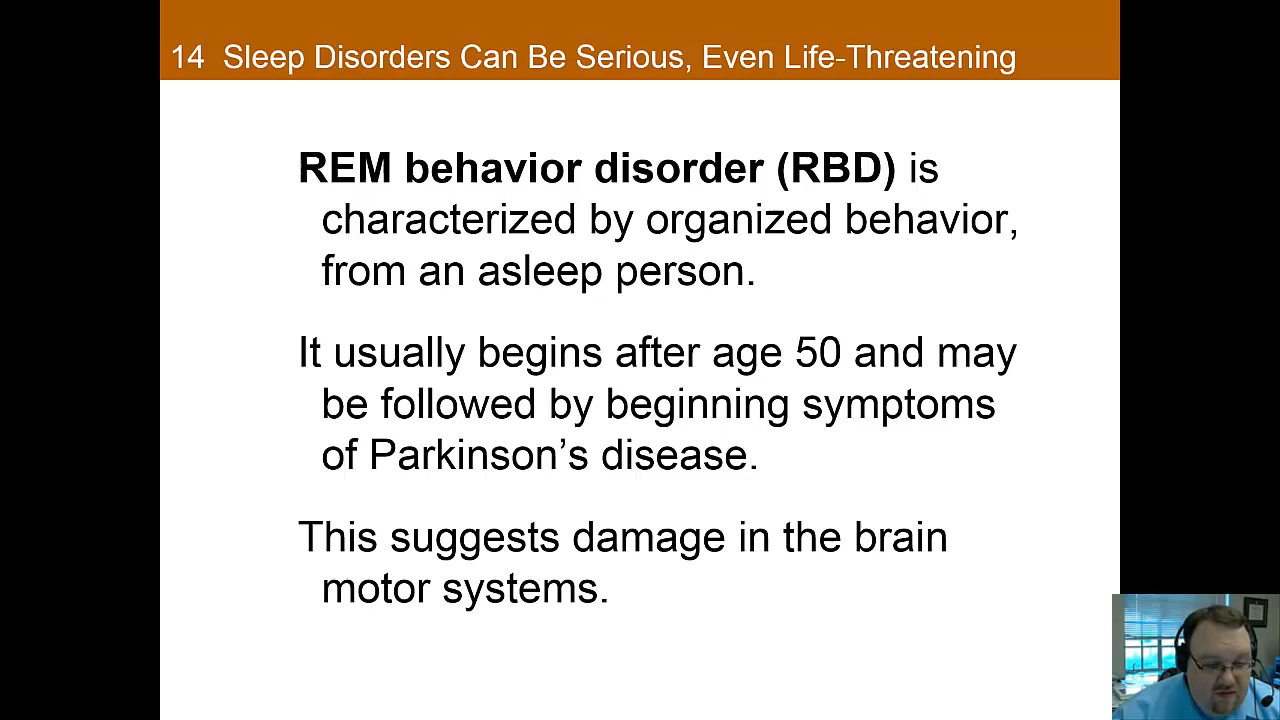 14 Sleep Disorders Can Be Serious, Even Life-Threatening
REM behavior disorder (RBD) is
characterized by organized behavior,
from an asleep person.
It usually begins after age 50 and may
be followed by beginning symptoms
of Parkinson’s disease.
This suggests damage in the brain
motor systems.